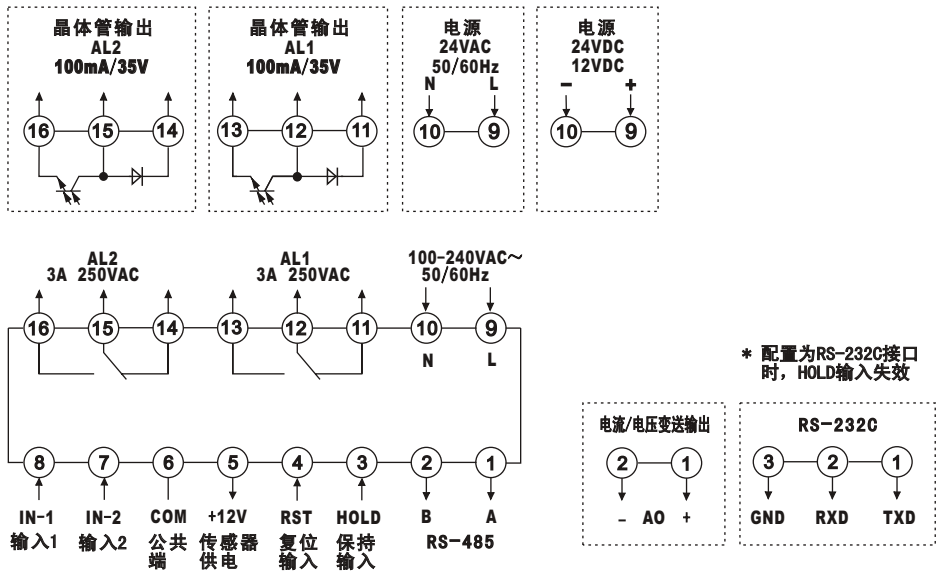 晶体管输出
AL2
100mA/35V
16 15 14
晶体管输出
AL1
100mA/35V
13 12 11
电源
24VAC
50/60Hz
N L
10 9
电源
24VDC
12VDC
− +
10 9
AL2
3A 250VAC
AL1
3A 250VAC
100-240VAC~
50/60Hz
16 15 14 13 12 11 10 9
N L
8 7 6 5 4 3 2 1
IN-1 IN-2 COM +12V RST HOLD B A
输入1 输入2 公共 传感器 复位 保持 RS-485
端 供电 输入 输入
电流/电压变送输出
2 1
- AO +
* 配置为RS-232C接口
时，HOLD输入失效
RS-232C
3 2 1
GND RXD TXD